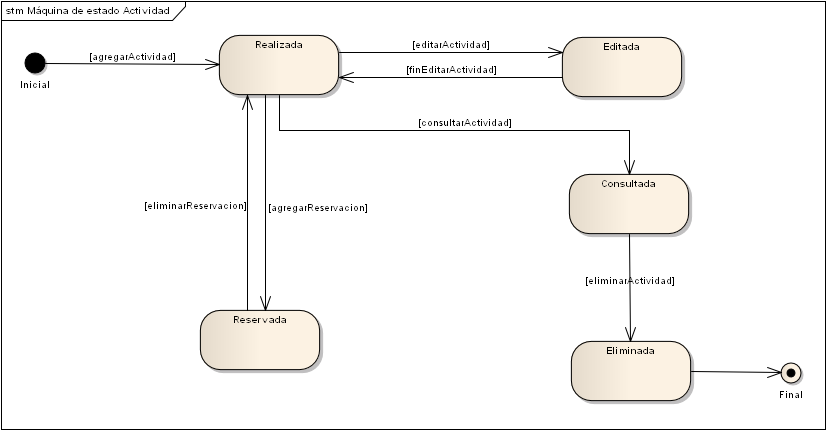 stm Máquina de estado Actividad
Realizada
[editarActividad]
Editada
[agregarActividad]
[finEditarActividad]
Inicial
[consultarActividad]
Consultada
[eliminarReservacion]
[agregarReservacion]
[eliminarActividad]
Reservada
Eliminada
Final